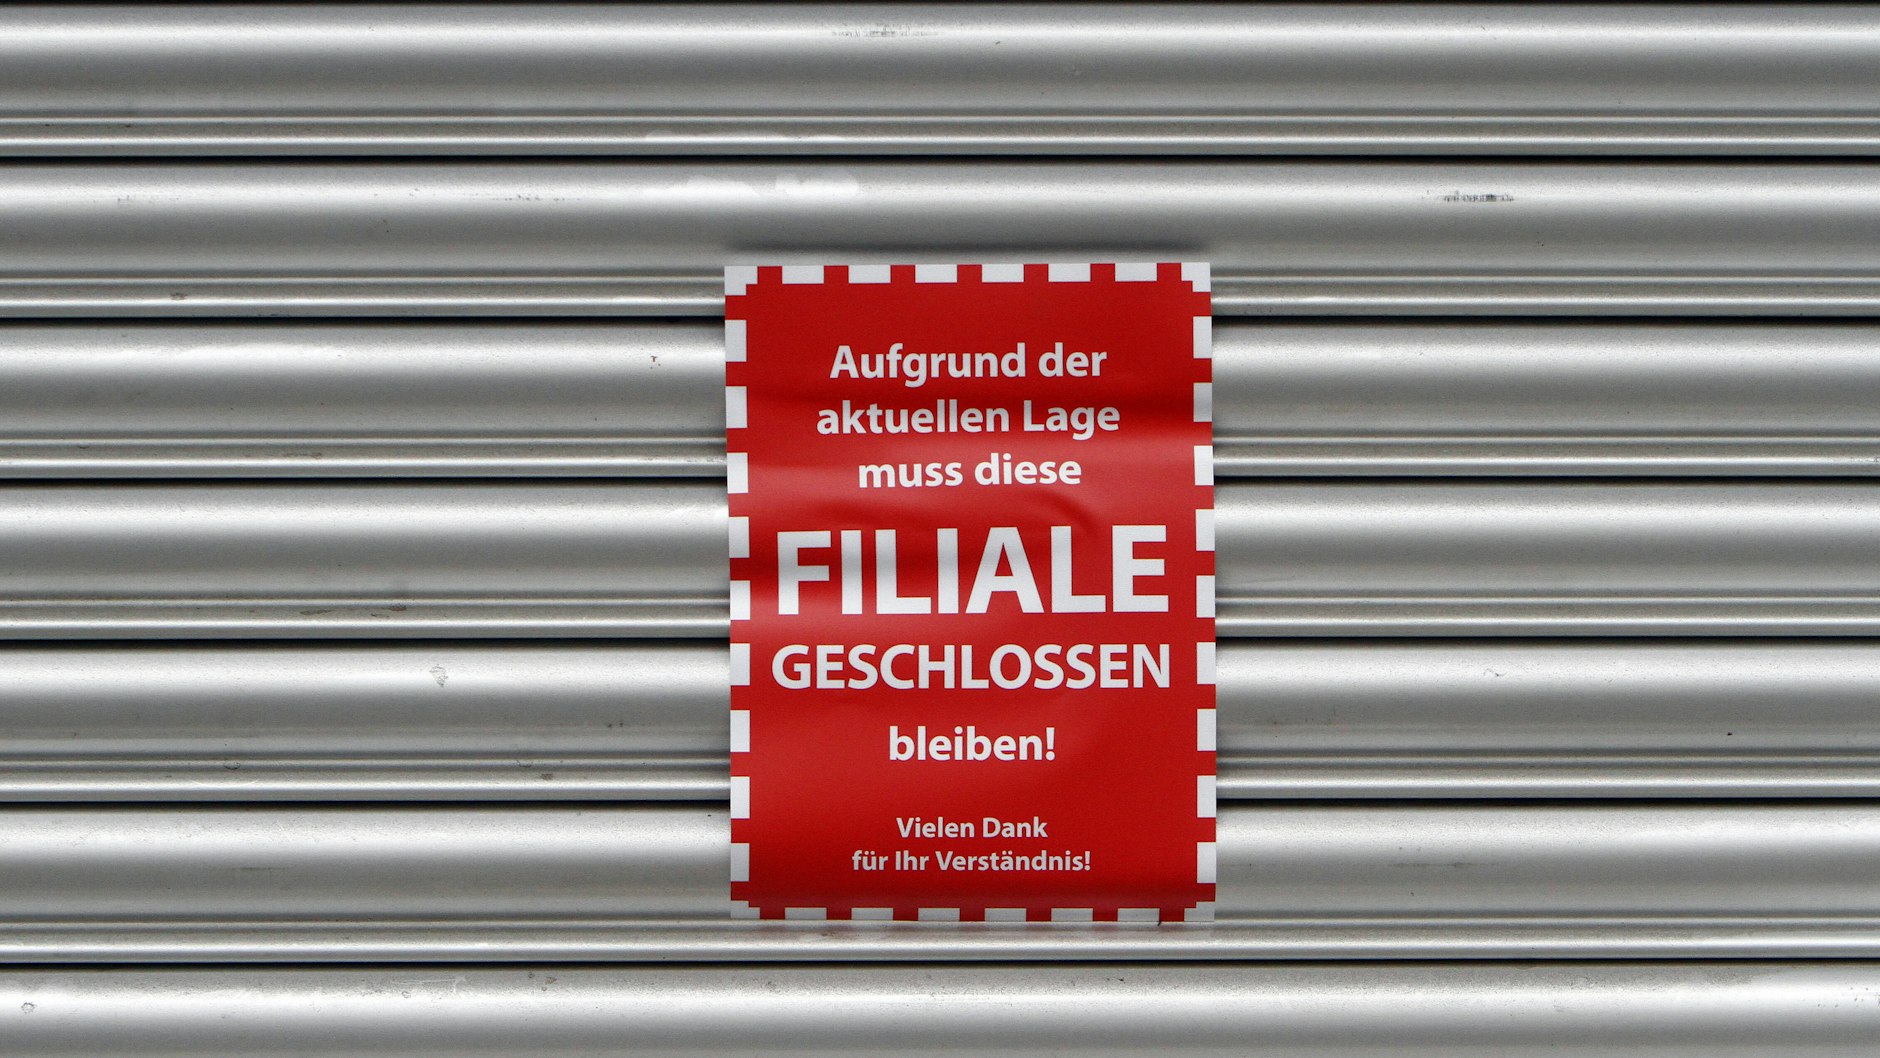 Aufgrund der
aktuellen Lage
muss diese
FILIALE
GESCHLOSSEN
bleiben!
Vielen Dank
für Ihr Verständnis!